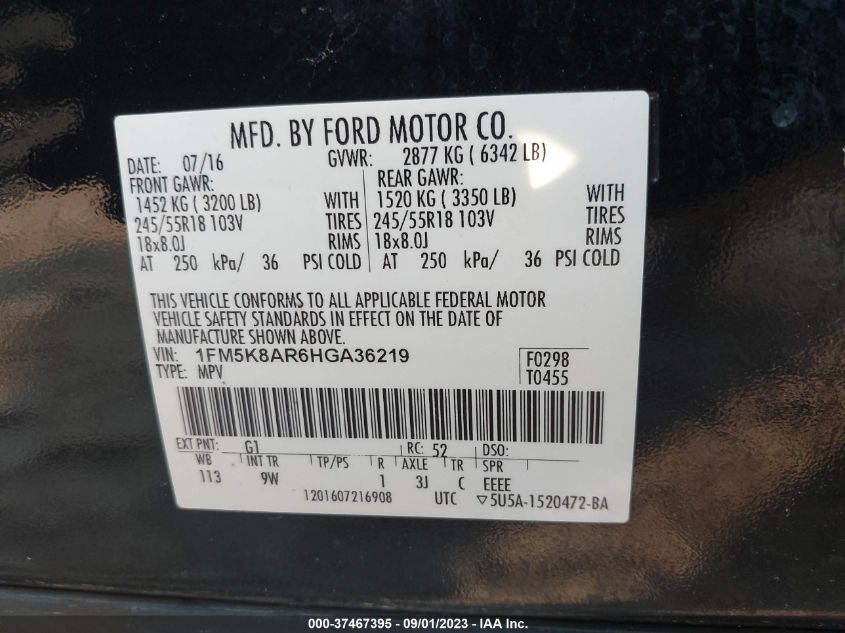 MFD. BY FORD MOTOR CO.
DATE: 07/16 GVWR: 2877 KG ( 6342 LB)
FRONT GAWR: REAR GAWR:
1452 KG ( 3200 LB) WITH 1520 KG ( 3350 LB) WITH
245/55R18 103V TIRES 245/55R18 103V TIRES
18x8.0J RIMS 18x8.0J RIMS
AT 250 kPa/ 36 PSI COLD AT 250 kPa/ 36 PSI COLD
THIS VEHICLE CONFORMS TO ALL APPLICABLE FEDERAL MOTOR
VEHICLE SAFETY STANDARDS IN EFFECT ON THE DATE OF
MANUFACTURE SHOWN ABOVE.
VIN: 1FM5K8AR6HGA36219 F0298
TYPE: MPV T0455
EXT PNT: G1 RC: 52 DSO:
WB INT TR TP/PS R AXLE TR SPR
113 9W 1 3J C EEEE
1201607216908 UTC ▽5U5A-1520472-BA
000-37467395 - 09/01/2023 - IAA Inc.